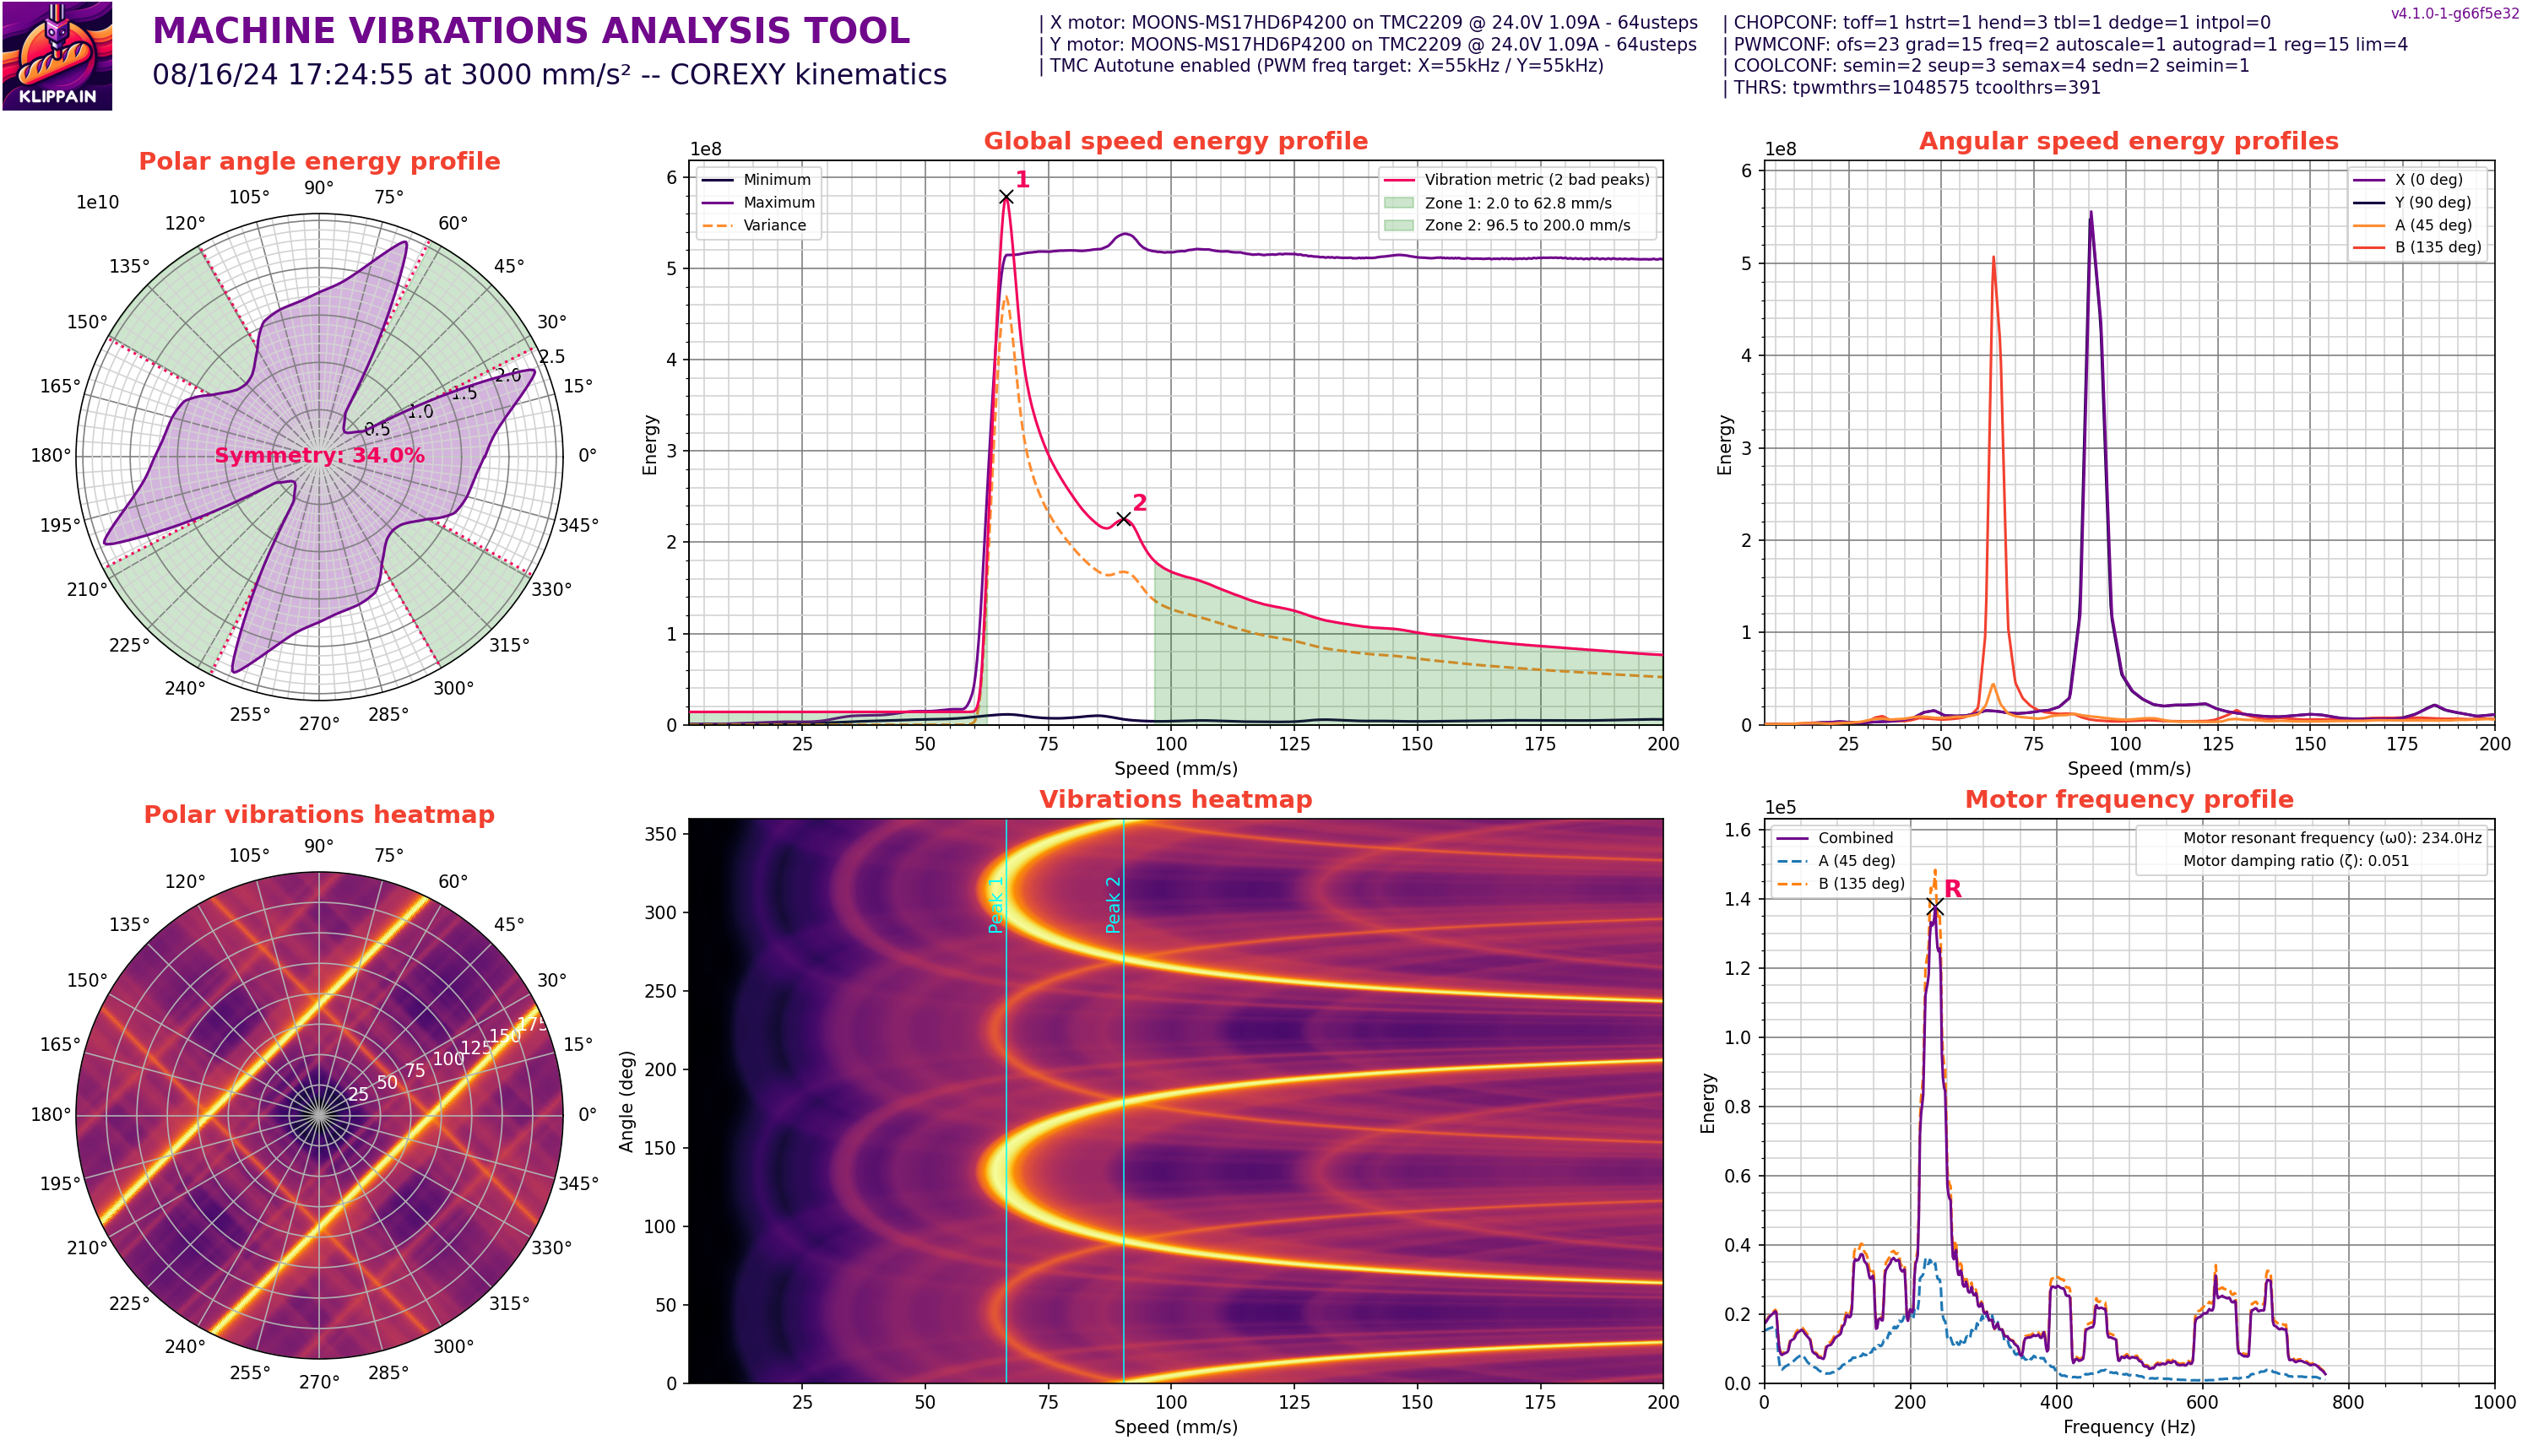 KLIPPAIN
MACHINE VIBRATIONS ANALYSIS TOOL
08/16/24 17:24:55 at 3000 mm/s² -- COREXY kinematics
| X motor: MOONS-MS17HD6P4200 on TMC2209 @ 24.0V 1.09A - 64usteps
| Y motor: MOONS-MS17HD6P4200 on TMC2209 @ 24.0V 1.09A - 64usteps
| TMC Autotune enabled (PWM freq target: X=55kHz / Y=55kHz)
| CHOPCONF: toff=1 hstrt=1 hend=3 tbl=1 dedge=1 intpol=0
| PWMCONF: ofs=23 grad=15 freq=2 autoscale=1 autograd=1 reg=15 lim=4
| COOLCONF: semin=2 seup=3 semax=4 sedn=2 seimin=1
| THRS: tpwmthrs=1048575 tcoolthrs=391
v4.1.0-1-g66f5e32
Polar angle energy profile
1e10
0°
15°
30°
45°
60°
75°
90°
105°
120°
135°
150°
165°
180°
195°
210°
225°
240°
255°
270°
285°
300°
315°
330°
345°
0.5
1.0
1.5
2.0
2.5
Symmetry: 34.0%
Global speed energy profile
1e8
Minimum
Maximum
Variance
Vibration metric (2 bad peaks)
Zone 1: 2.0 to 62.8 mm/s
Zone 2: 96.5 to 200.0 mm/s
1
2
Energy
6
5
4
3
2
1
0
25 50 75 100 125 150 175 200
Speed (mm/s)
Angular speed energy profiles
1e8
X (0 deg)
Y (90 deg)
A (45 deg)
B (135 deg)
Energy
6
5
4
3
2
1
0
25 50 75 100 125 150 175 200
Speed (mm/s)
Polar vibrations heatmap
0°
15°
30°
45°
60°
75°
90°
105°
120°
135°
150°
165°
180°
195°
210°
225°
240°
255°
270°
285°
300°
315°
330°
345°
25
50
75
100
125
150
175
Vibrations heatmap
Peak 1
Peak 2
Angle (deg)
350
300
250
200
150
100
50
0
25 50 75 100 125 150 175 200
Speed (mm/s)
Motor frequency profile
1e5
Combined
A (45 deg)
B (135 deg)
Motor resonant frequency (ω0): 234.0Hz
Motor damping ratio (ζ): 0.051
R
Energy
1.6
1.4
1.2
1.0
0.8
0.6
0.4
0.2
0.0
0 200 400 600 800 1000
Frequency (Hz)